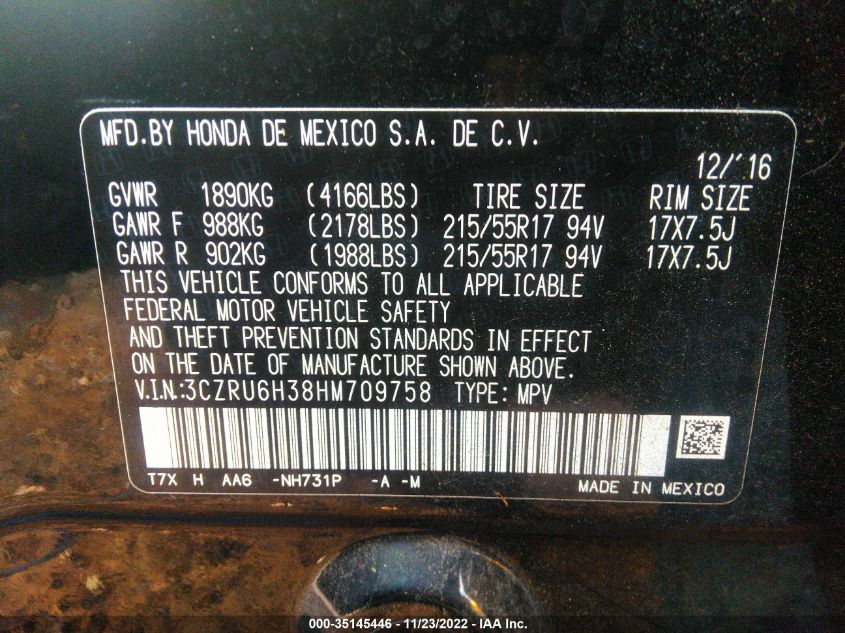 MFD.BY HONDA DE MEXICO S.A. DE C.V.
12/'16
GVWR 1890KG (4166LBS) TIRE SIZE RIM SIZE
GAWR F 988KG (2178LBS) 215/55R17 94V 17X7.5J
GAWR R 902KG (1988LBS) 215/55R17 94V 17X7.5J
THIS VEHICLE CONFORMS TO ALL APPLICABLE
FEDERAL MOTOR VEHICLE SAFETY
AND THEFT PREVENTION STANDARDS IN EFFECT
ON THE DATE OF MANUFACTURE SHOWN ABOVE.
V.I.N.:3CZRU6H38HM709758 TYPE: MPV
T7X H AA6 -NH731P -A -M MADE IN MEXICO
000-35145446 - 11/23/2022 - IAA Inc.